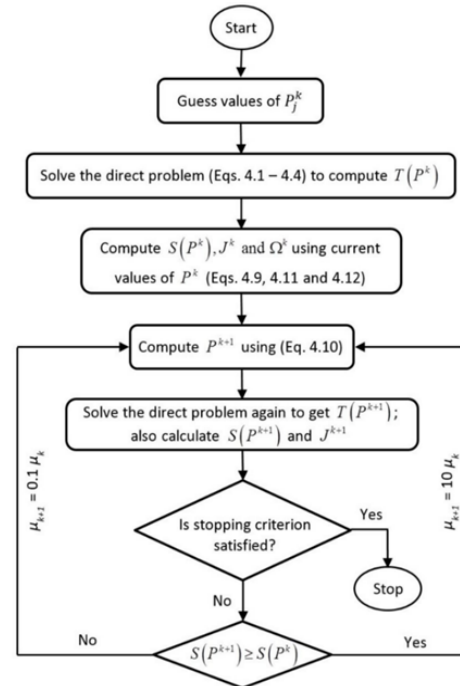 Start
Guess values of P_j^k
Solve the direct problem (Eqs. 4.1 – 4.4) to compute T(P^k)
Compute S(P^k), J^k and Ω^k using current
values of P^k (Eqs. 4.9, 4.11 and 4.12)
Compute P^{k+1} using (Eq. 4.10)
Solve the direct problem again to get T(P^{k+1});
also calculate S(P^{k+1}) and J^{k+1}
μ_{k+1} = 0.1 μ_k
μ_{k+1} = 10 μ_k
Is stopping criterion
satisfied?
Yes
Stop
No
No
S(P^{k+1}) ≥ S(P^k)
Yes